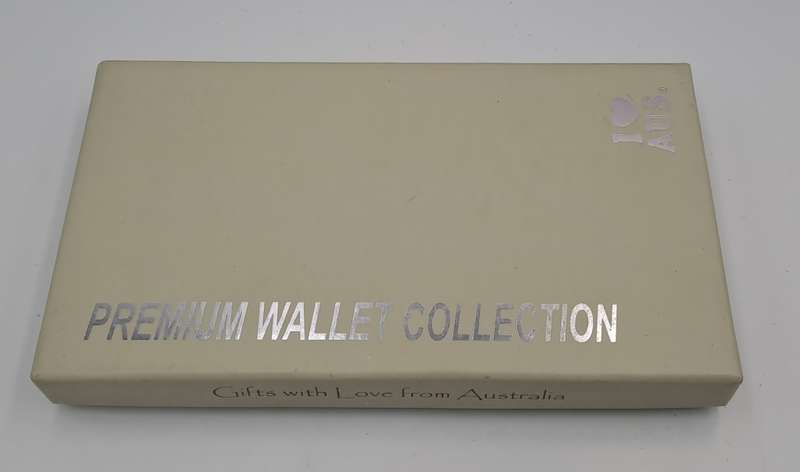 I ♥
AUS.
PREMIUM WALLET COLLECTION
Gifts with Love from Australia